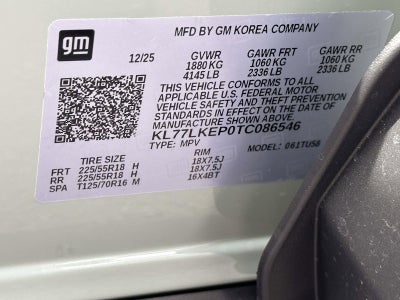 gm
MFD BY GM KOREA COMPANY
12/25 GVWR GAWR FRT GAWR RR
1880 KG 1060 KG 1060 KG
4145 LB 2336 LB 2336 LB
THIS VEHICLE CONFORMS TO ALL
APPLICABLE U.S. FEDERAL MOTOR
VEHICLE SAFETY AND THEFT PREVENTION
STANDARDS IN EFFECT ON THE DATE OF
MANUFACTURE SHOWN ABOVE.
KL77LKEP0TC086546
TYPE: MPV MODEL: 061TU58
TIRE SIZE RIM
FRT 225/55R18 H 18X7.5J
RR 225/55R18 H 18X7.5J
SPA T125/70R16 M 16X4BT